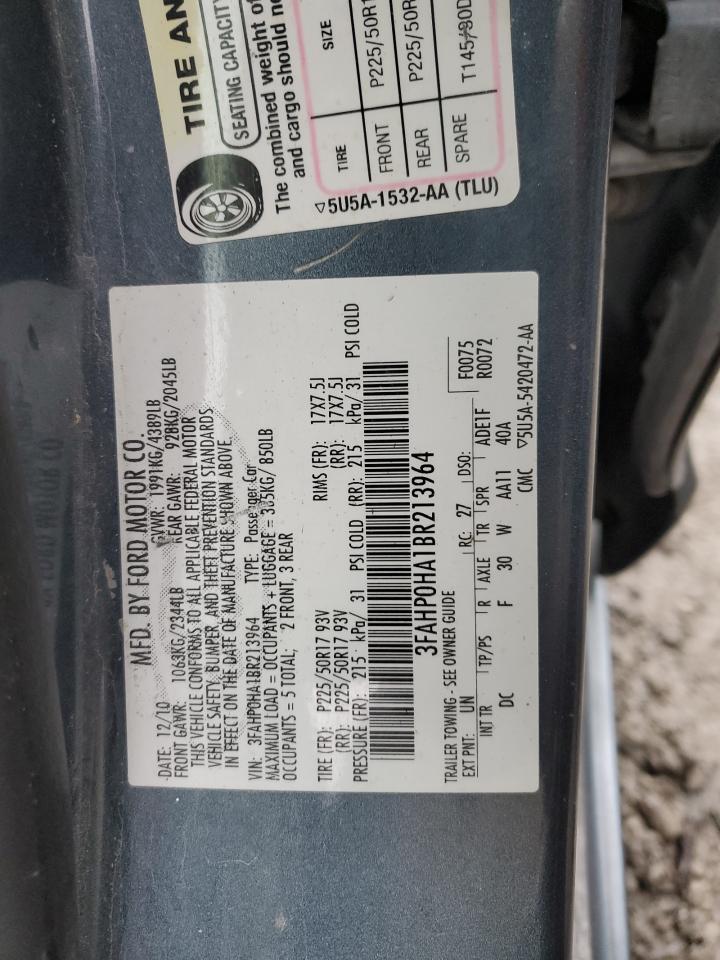 MFD. BY FORD MOTOR CO.
DATE: 12/10 GVWR: 1991KG/4389LB
FRONT GAWR: 1063KG/2344LB REAR GAWR: 928KG/2045LB
THIS VEHICLE CONFORMS TO ALL APPLICABLE FEDERAL MOTOR
VEHICLE SAFETY, BUMPER, AND THEFT PREVENTION STANDARDS
IN EFFECT ON THE DATE OF MANUFACTURE SHOWN ABOVE.
VIN: 3FAHP0HA1BR213964 TYPE: Passenger Car
MAXIMUM LOAD = OCCUPANTS + LUGGAGE = 385KG/ 850LB
OCCUPANTS = 5 TOTAL; 2 FRONT, 3 REAR
TIRE (FR): P225/50R17 93V RIMS (FR): 17X7.5J
(RR): P225/50R17 93V (RR): 17X7.5J
PRESSURE (FR): 215 kPa/ 31 PSI COLD (RR): 215 kPa/ 31 PSI COLD
3FAHP0HA1BR213964
TRAILER TOWING - SEE OWNER GUIDE F0075
EXT PNT: UN RC: 27 DSO: R0072
INT TR TP/PS R AXLE TR SPR ADE1F
DC F 30 W AA11 40A
CMC ▽5U5A-5420472-AA
TIRE AN
SEATING CAPACITY
The combined weight of
and cargo should ne
TIRE SIZE
FRONT P225/50R1
REAR P225/50R
SPARE T145/80D
▽5U5A-1532-AA (TLU)